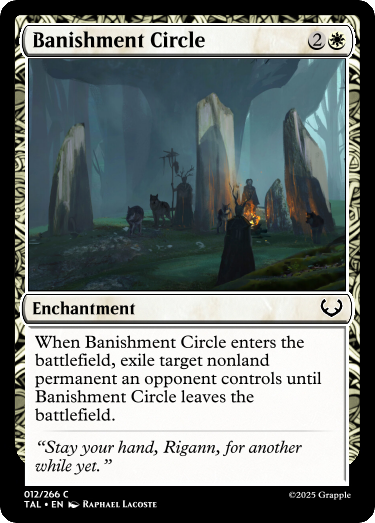 Banishment Circle 2
Enchantment
When Banishment Circle enters the
battlefield, exile target nonland
permanent an opponent controls until
Banishment Circle leaves the
battlefield.
“Stay your hand, Rigann, for another
while yet.”
012/266 C
TAL • EN Raphael Lacoste
©2025 Grapple